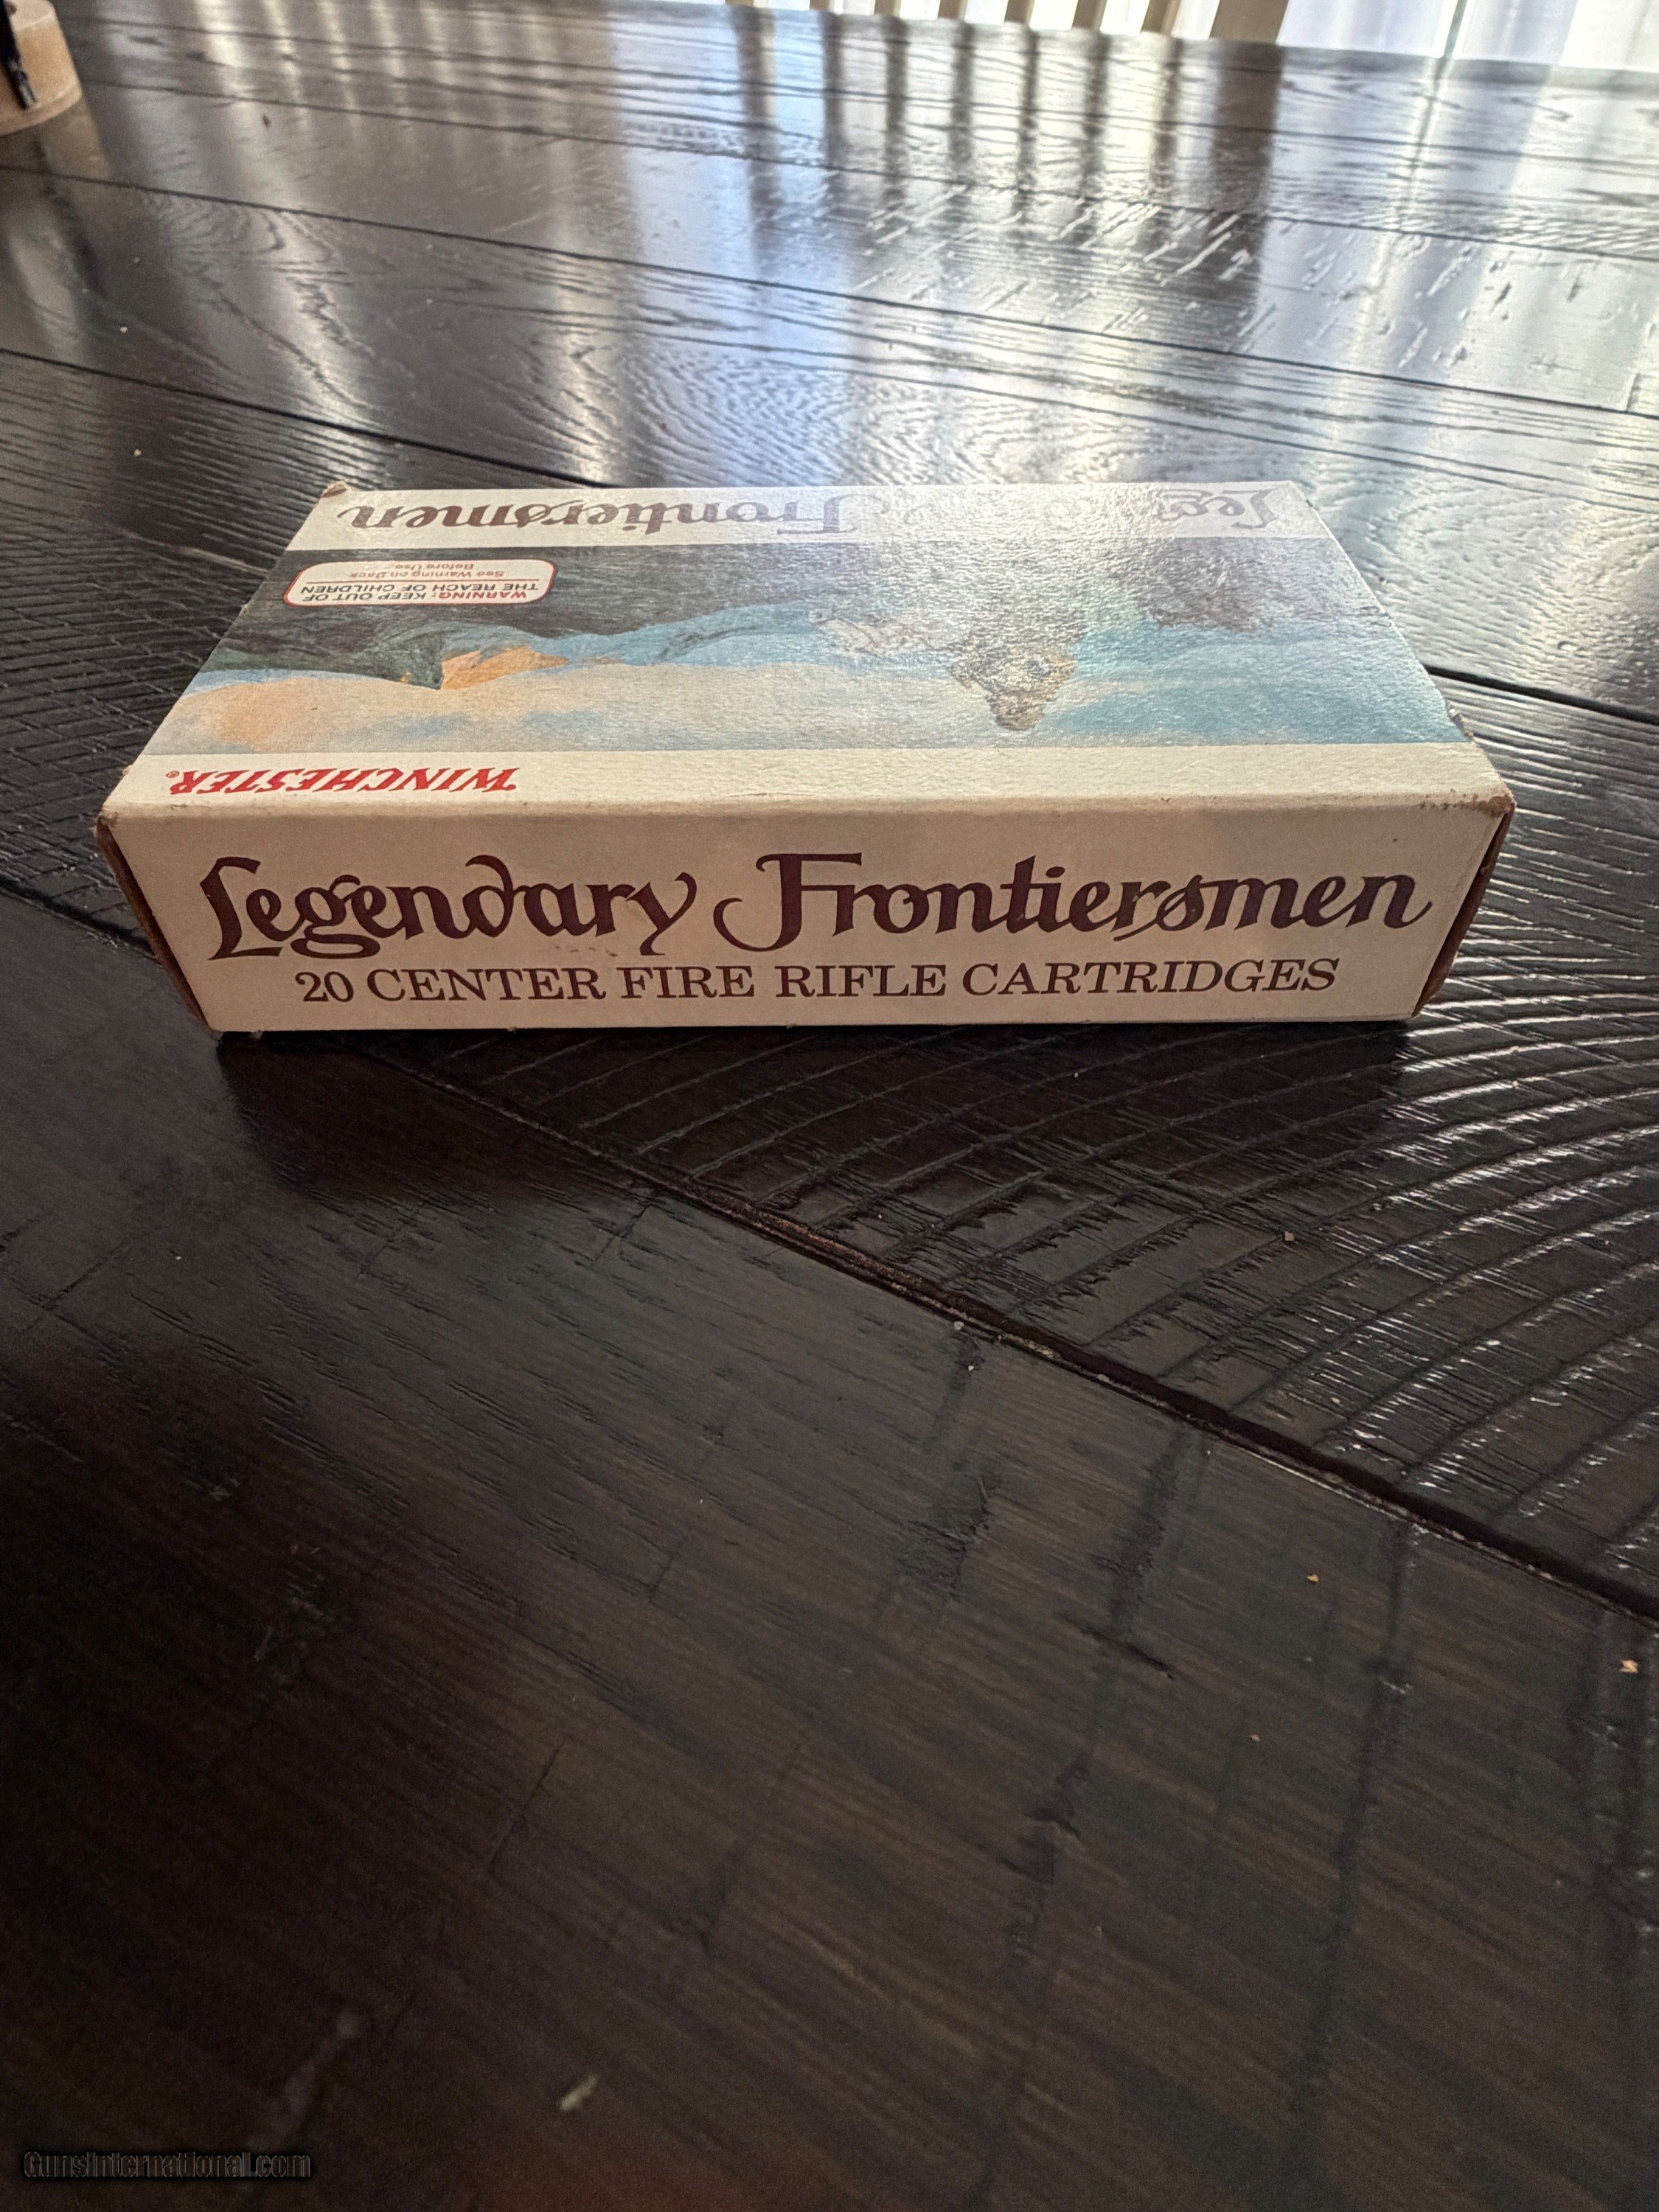 Legendary Frontiersmen
WARNING: KEEP OUT OF
THE REACH OF CHILDREN
See Warning on Back
Before Use.
WINCHESTER®
Legendary Frontiersmen
20 CENTER FIRE RIFLE CARTRIDGES
GunsInternational.com